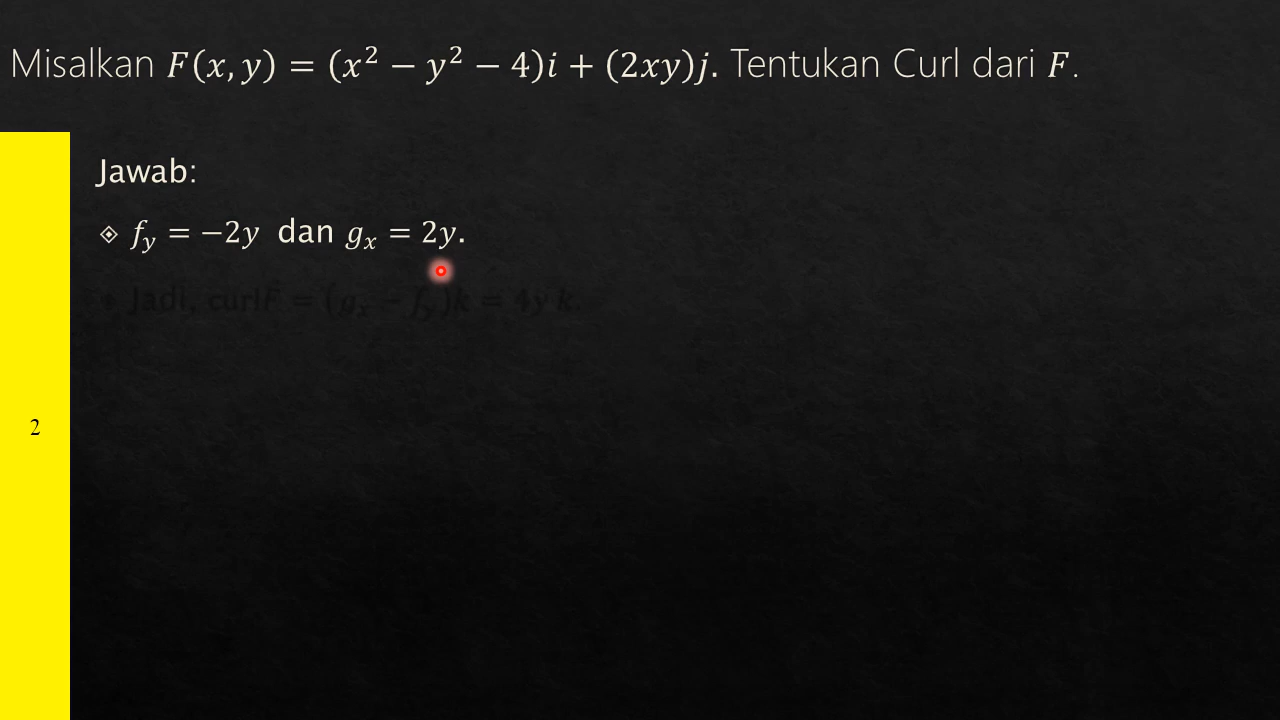 Misalkan F(x, y) = (x² − y² − 4)i + (2xy)j. Tentukan Curl dari F.
Jawab:
f_y = −2y dan g_x = 2y.
Jadi, curlF = (g_x − f_y)k = 4y k.
2